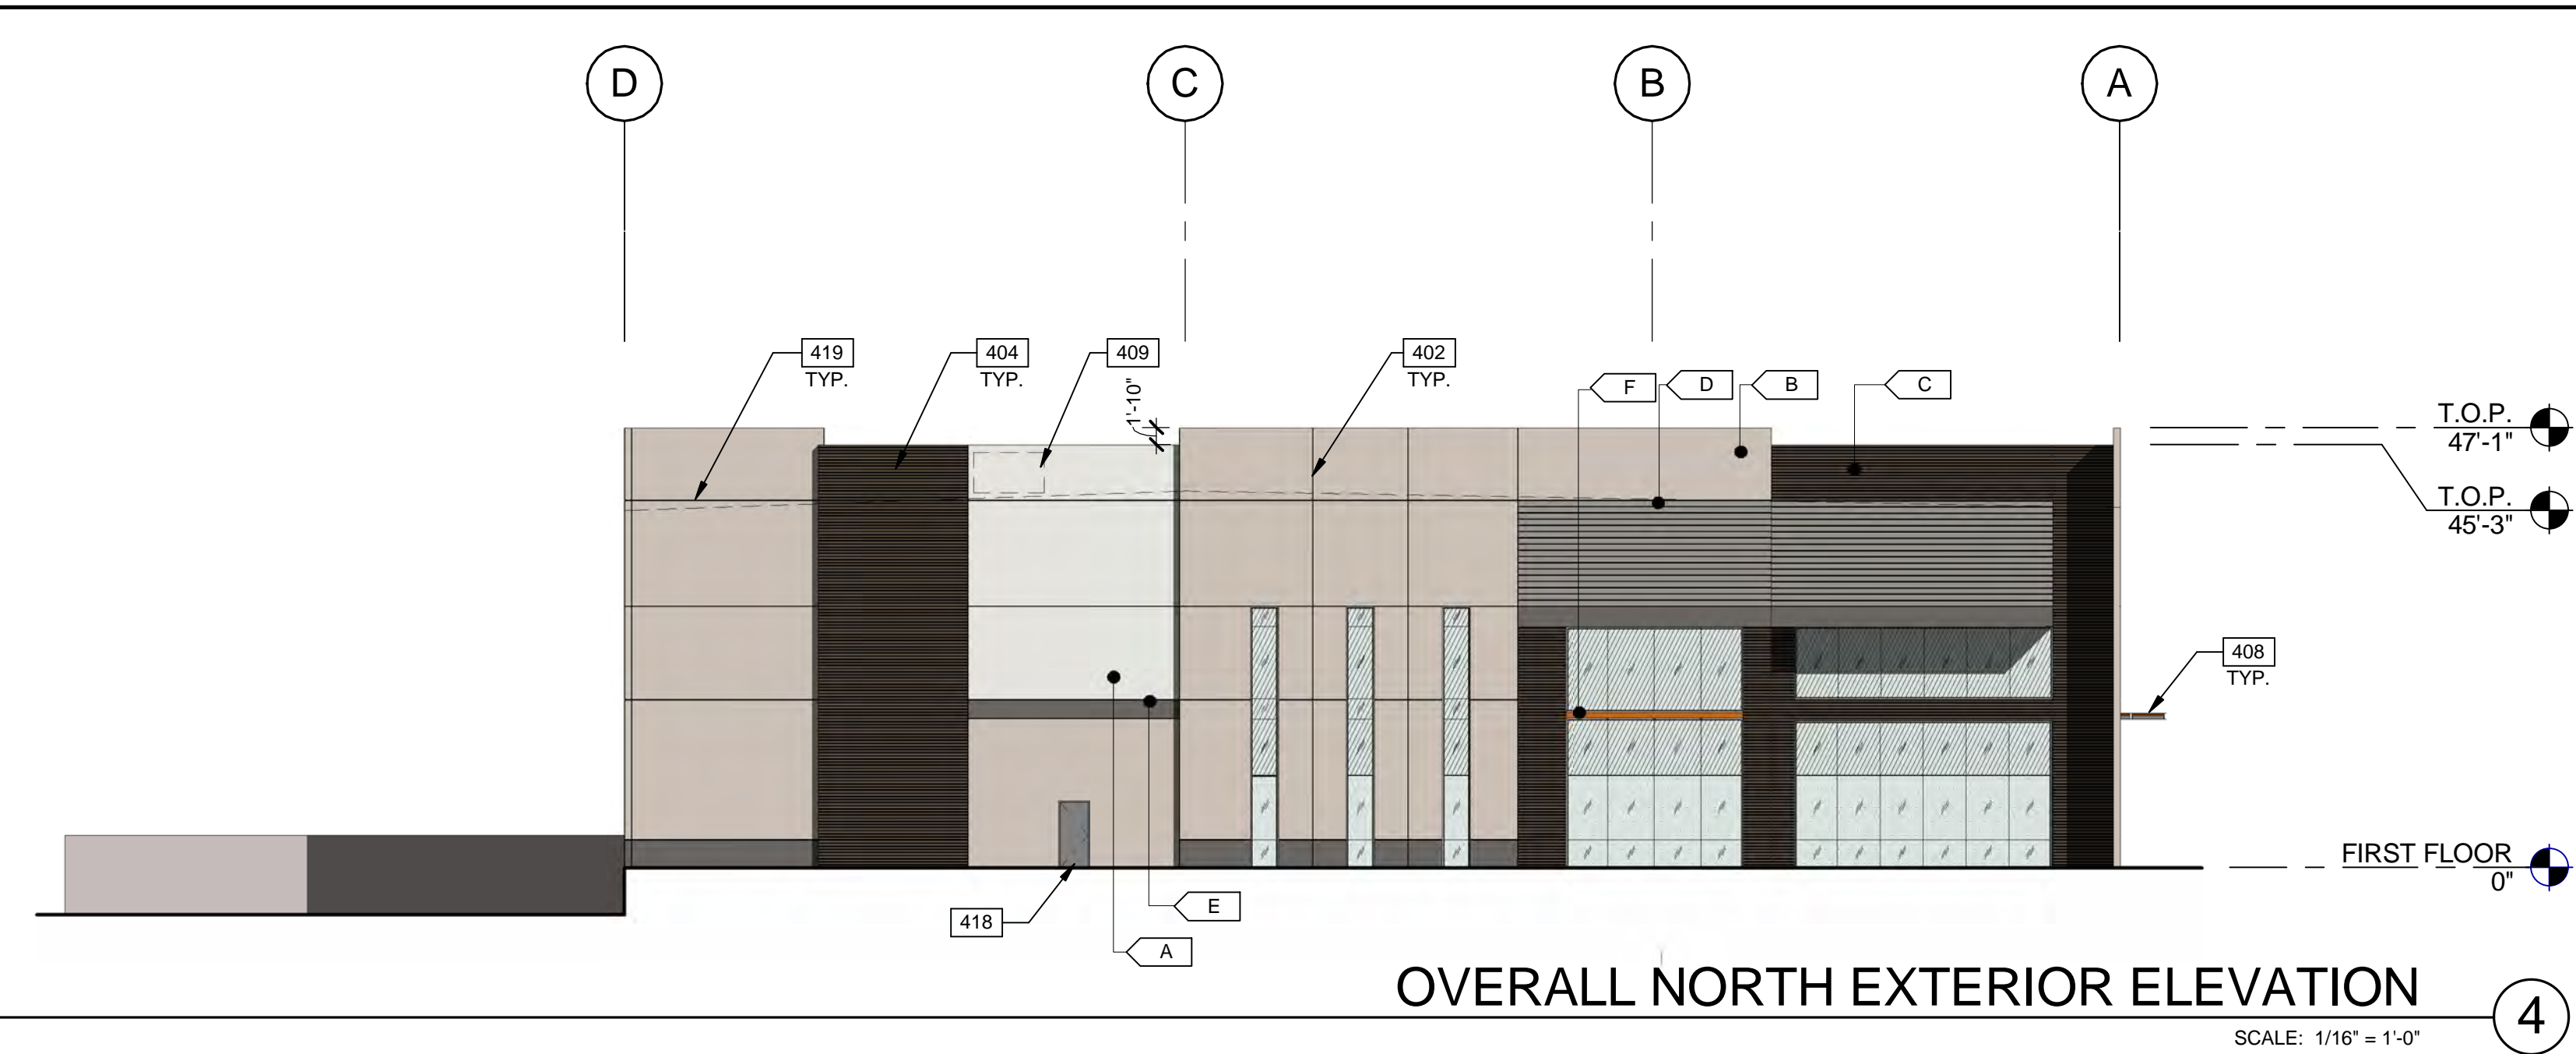 D
C
B
A
419
TYP.
404
TYP.
409
1'-10"
402
TYP.
F
D
B
C
T.O.P.
47'-1"
T.O.P.
45'-3"
408
TYP.
FIRST FLOOR
0"
E
418
A
OVERALL NORTH EXTERIOR ELEVATION
4
SCALE: 1/16" = 1'-0"